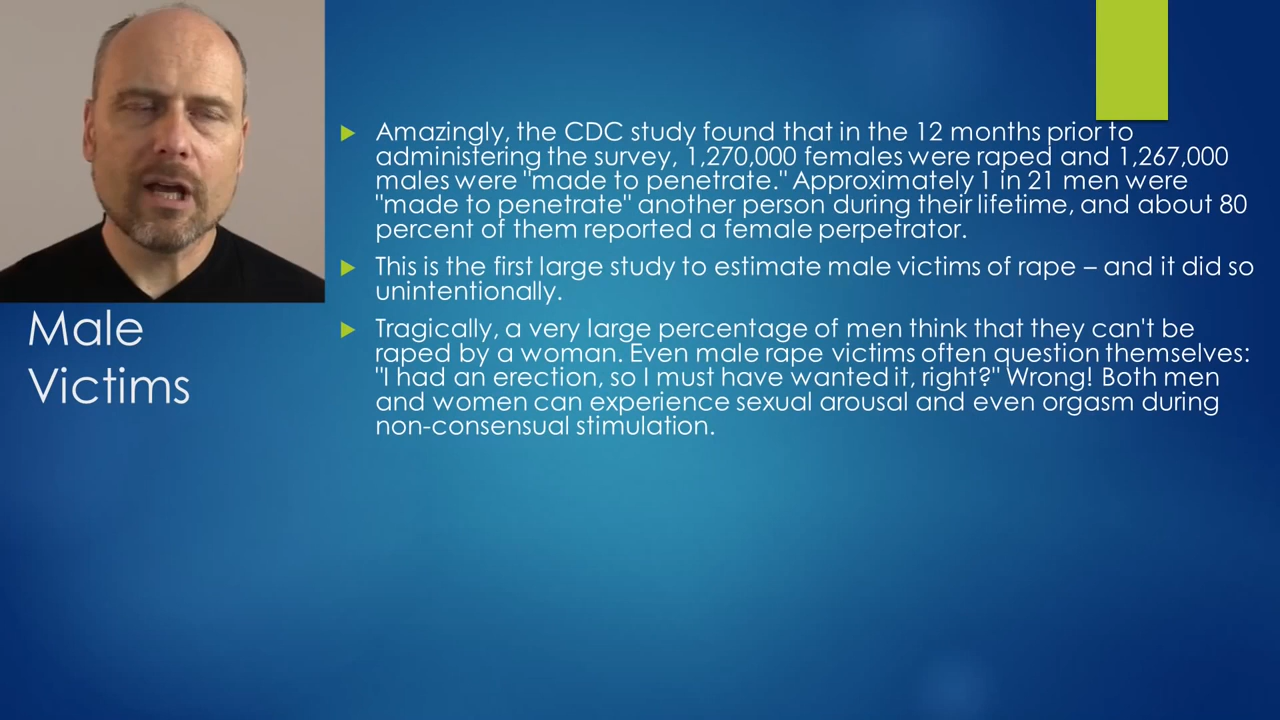 Amazingly, the CDC study found that in the 12 months prior to
administering the survey, 1,270,000 females were raped and 1,267,000
males were "made to penetrate." Approximately 1 in 21 men were
"made to penetrate" another person during their lifetime, and about 80
percent of them reported a female perpetrator.
This is the first large study to estimate male victims of rape – and it did so
unintentionally.
Tragically, a very large percentage of men think that they can't be
raped by a woman. Even male rape victims often question themselves:
"I had an erection, so I must have wanted it, right?" Wrong! Both men
and women can experience sexual arousal and even orgasm during
non-consensual stimulation.
Male
Victims